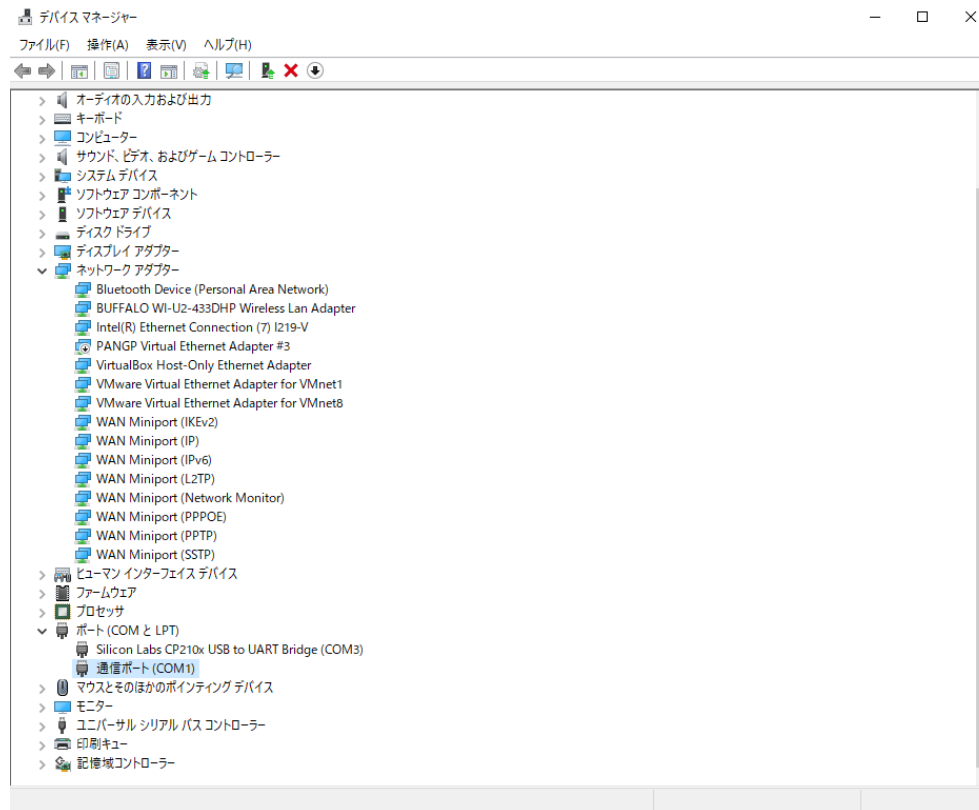 デバイス マネージャー
ファイル(F) 操作(A) 表示(V) ヘルプ(H)
オーディオの入力および出力
キーボード
コンピューター
サウンド、ビデオ、およびゲーム コントローラー
システム デバイス
ソフトウェア コンポーネント
ソフトウェア デバイス
ディスク ドライブ
ディスプレイ アダプター
ネットワーク アダプター
Bluetooth Device (Personal Area Network)
BUFFALO WI-U2-433DHP Wireless Lan Adapter
Intel(R) Ethernet Connection (7) I219-V
PANGP Virtual Ethernet Adapter #3
VirtualBox Host-Only Ethernet Adapter
VMware Virtual Ethernet Adapter for VMnet1
VMware Virtual Ethernet Adapter for VMnet8
WAN Miniport (IKEv2)
WAN Miniport (IP)
WAN Miniport (IPv6)
WAN Miniport (L2TP)
WAN Miniport (Network Monitor)
WAN Miniport (PPPOE)
WAN Miniport (PPTP)
WAN Miniport (SSTP)
ヒューマン インターフェイス デバイス
ファームウェア
プロセッサ
ポート (COM と LPT)
Silicon Labs CP210x USB to UART Bridge (COM3)
通信ポート (COM1)
マウスとそのほかのポインティング デバイス
モニター
ユニバーサル シリアル バス コントローラー
印刷キュー
記憶域コントローラー